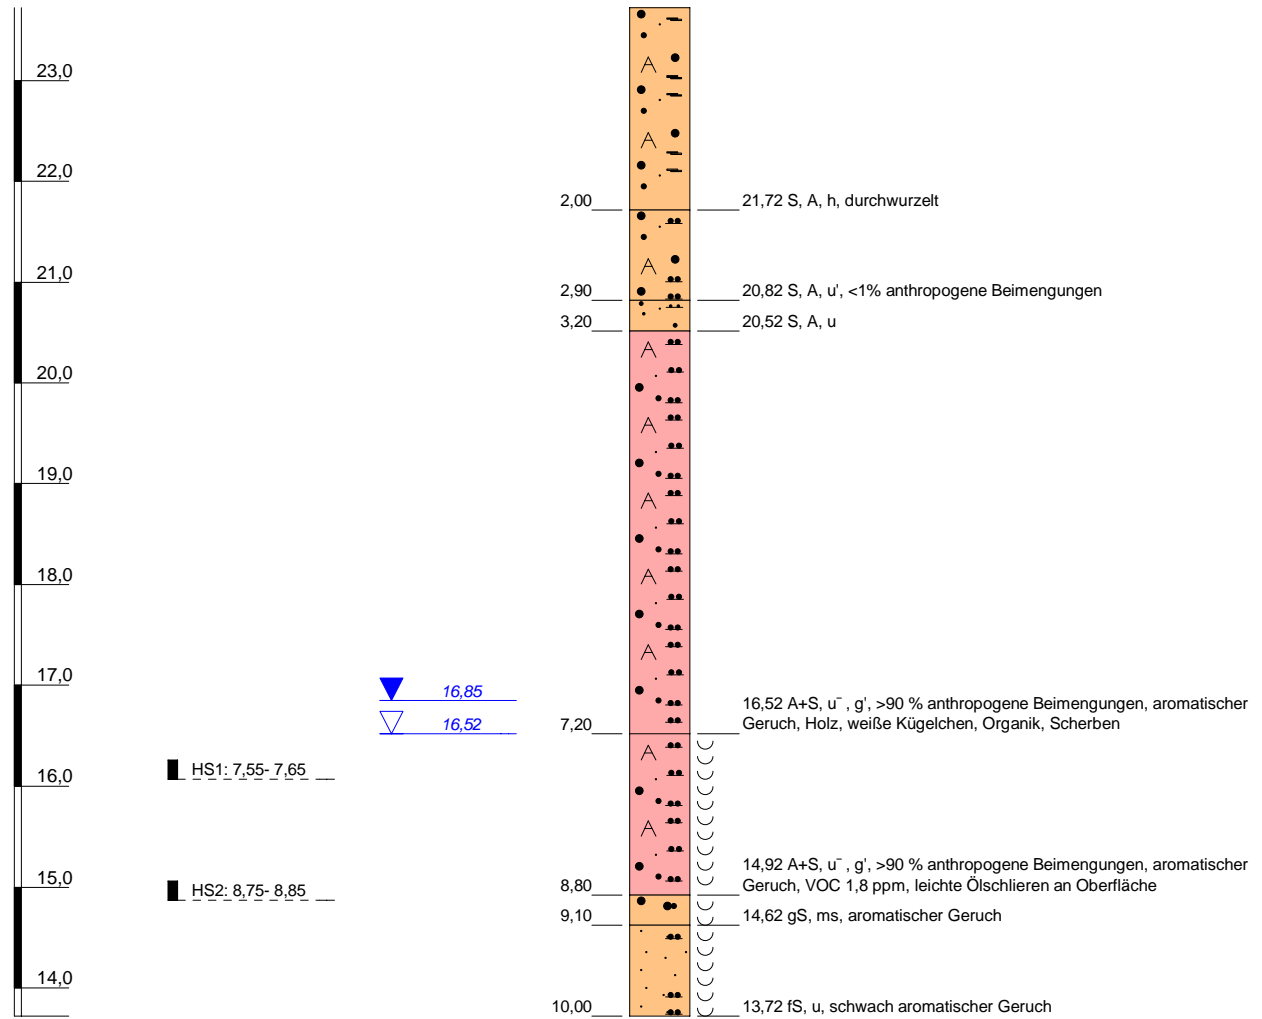 23,0
22,0
2,00 21,72 S, A, h, durchwurzelt
21,0
2,90 20,82 S, A, u', <1% anthropogene Beimengungen
3,20 20,52 S, A, u
20,0
19,0
18,0
17,0
16,85
16,52 A+S, u¯ , g', >90 % anthropogene Beimengungen, aromatischer
16,52
7,20 Geruch, Holz, weiße Kügelchen, Organik, Scherben
HS1: 7,55- 7,65
16,0
15,0
HS2: 8,75- 8,85
14,92 A+S, u¯ , g', >90 % anthropogene Beimengungen, aromatischer
8,80 Geruch, VOC 1,8 ppm, leichte Ölschlieren an Oberfläche
9,10 14,62 gS, ms, aromatischer Geruch
14,0
10,00 13,72 fS, u, schwach aromatischer Geruch
A
A
A
A
A
A
A
A
A
A